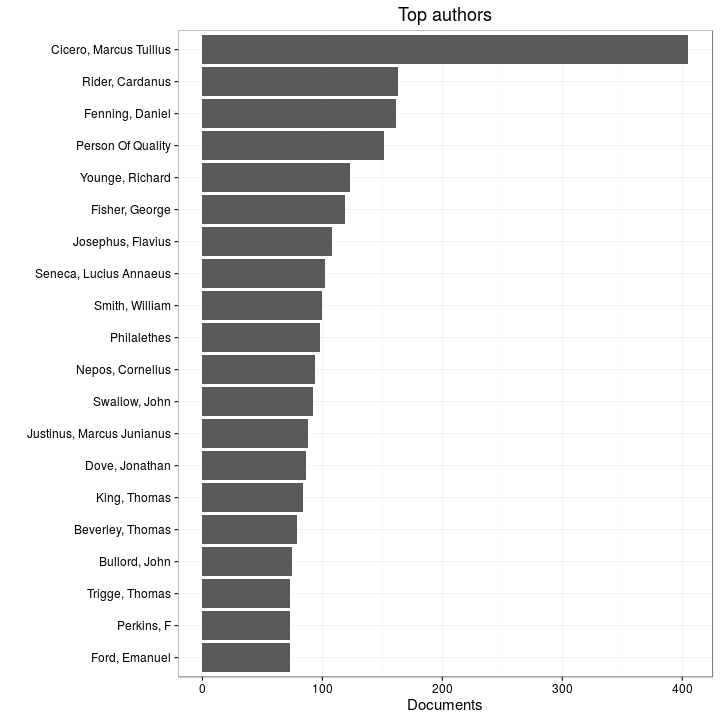 Top authors
Cicero, Marcus Tullius
Rider, Cardanus
Fenning, Daniel
Person Of Quality
Younge, Richard
Fisher, George
Josephus, Flavius
Seneca, Lucius Annaeus
Smith, William
Philalethes
Nepos, Cornelius
Swallow, John
Justinus, Marcus Junianus
Dove, Jonathan
King, Thomas
Beverley, Thomas
Bullord, John
Trigge, Thomas
Perkins, F
Ford, Emanuel
0 100 200 300 400
Documents